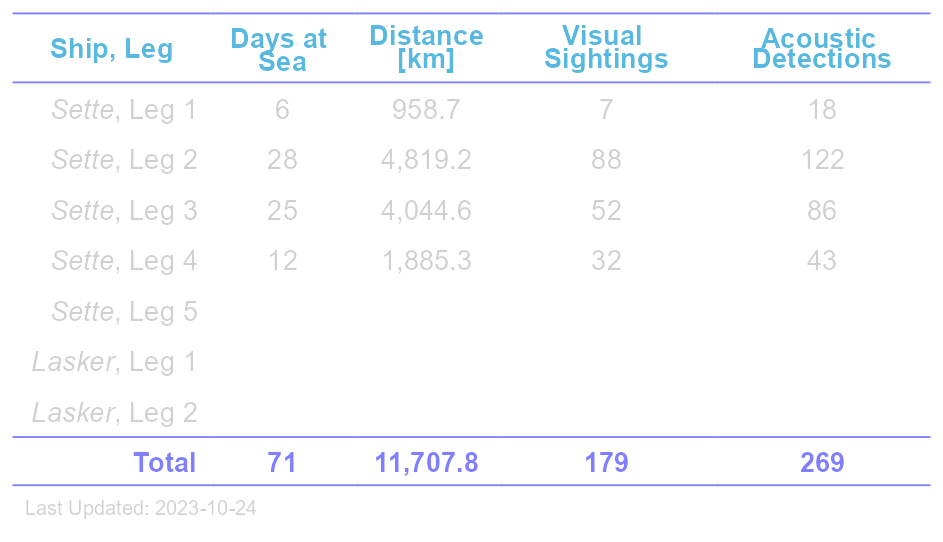 Ship, Leg Days at Sea Distance [km] Visual Sightings Acoustic Detections
Sette, Leg 1 6 958.7 7 18
Sette, Leg 2 28 4,819.2 88 122
Sette, Leg 3 25 4,044.6 52 86
Sette, Leg 4 12 1,885.3 32 43
Sette, Leg 5
Lasker, Leg 1
Lasker, Leg 2
Total 71 11,707.8 179 269
Last Updated: 2023-10-24